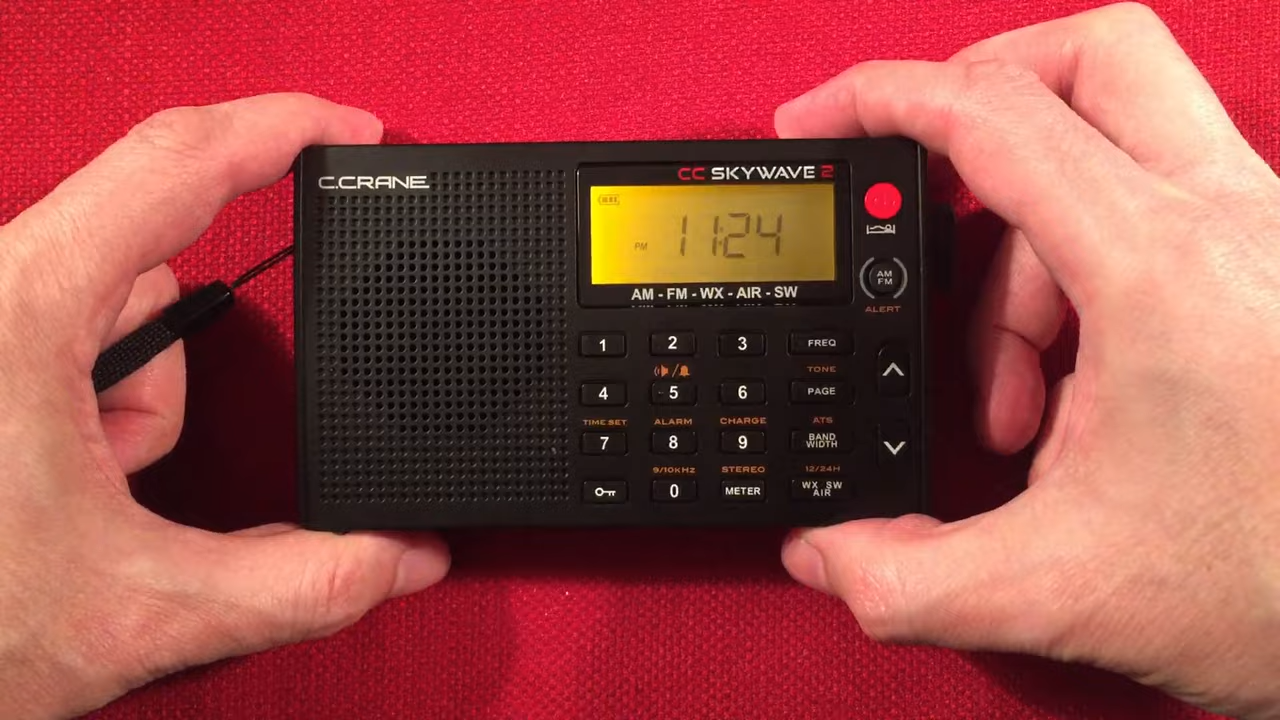 C.CRANE
CC SKYWAVE 2
PM 11:24
AM - FM - WX - AIR - SW
AM
FM
ALERT
1 2 3 FREQ
TONE
4 5 6 PAGE
TIME SET ALARM CHARGE ATS
7 8 9 BAND
WIDTH
9/10KHz STEREO 12/24H
0 METER WX SW
AIR